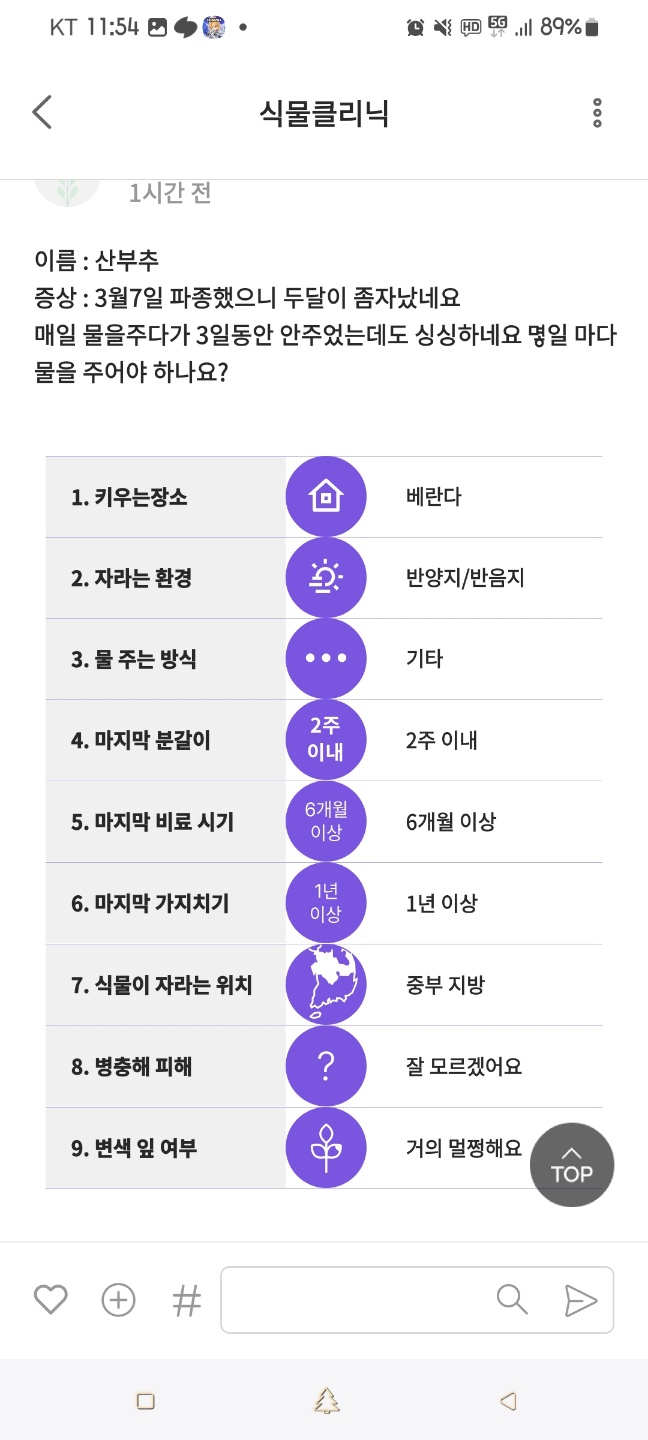 KT 11:54 HD 5G 89%
식물클리닉
1시간 전
이름 : 산부추
증상 : 3월7일 파종했으니 두달이 좀자났네요
매일 물을주다가 3일동안 안주었는데도 싱싱하네요 몋일 마다
물을 주어야 하나요?
1. 키우는장소 베란다
2. 자라는 환경 반양지/반음지
3. 물 주는 방식 기타
4. 마지막 분갈이 2주 이내 2주 이내
5. 마지막 비료 시기 6개월 이상 6개월 이상
6. 마지막 가지치기 1년 이상 1년 이상
7. 식물이 자라는 위치 중부 지방
8. 병충해 피해 ? 잘 모르겠어요
9. 변색 잎 여부 거의 멀쩡해요
TOP